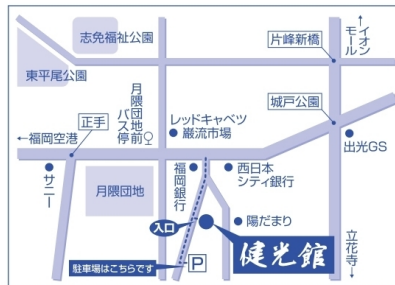 志免福祉公園
東平尾公園
片峰新橋
↑イオンモール
月隈団地前バス停
レッドキャベツ
巌流市場
城戸公園
正手
←福岡空港
出光GS
サニー
月隈団地
福岡銀行
西日本
シティ銀行
入口
陽だまり
健光館
P
駐車場はこちらです
立花寺↓